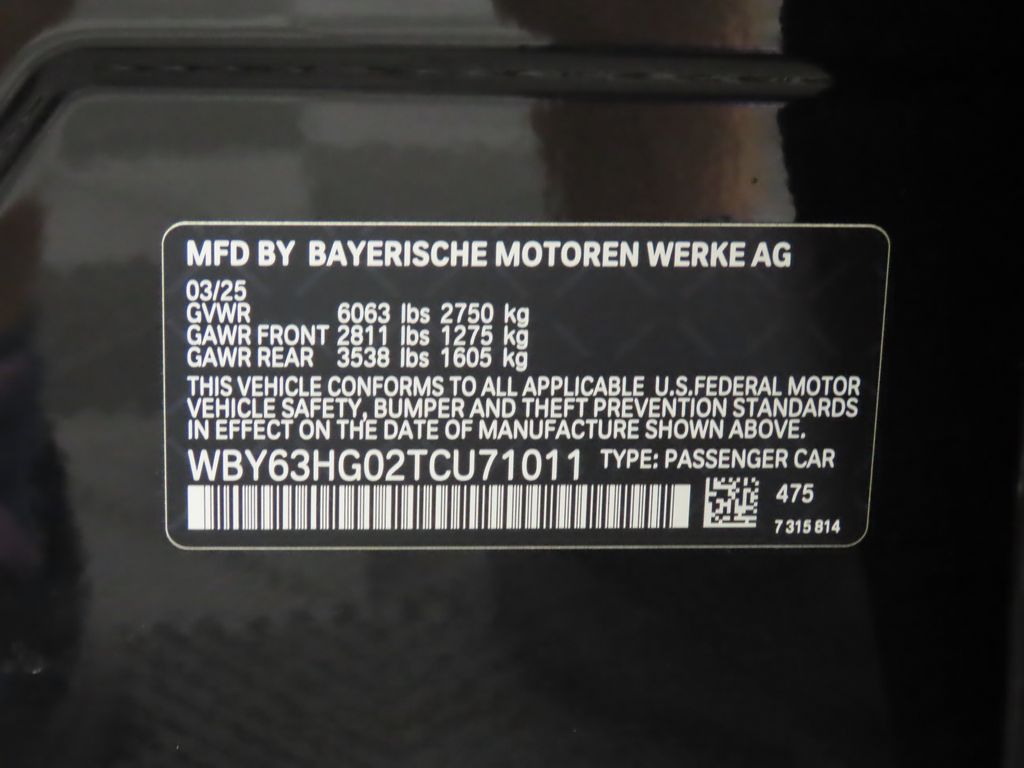 MFD BY BAYERISCHE MOTOREN WERKE AG
03/25
GVWR 6063 lbs 2750 kg
GAWR FRONT 2811 lbs 1275 kg
GAWR REAR 3538 lbs 1605 kg
THIS VEHICLE CONFORMS TO ALL APPLICABLE U.S.FEDERAL MOTOR
VEHICLE SAFETY, BUMPER AND THEFT PREVENTION STANDARDS
IN EFFECT ON THE DATE OF MANUFACTURE SHOWN ABOVE.
WBY63HG02TCU71011 TYPE: PASSENGER CAR
475
7 315 814